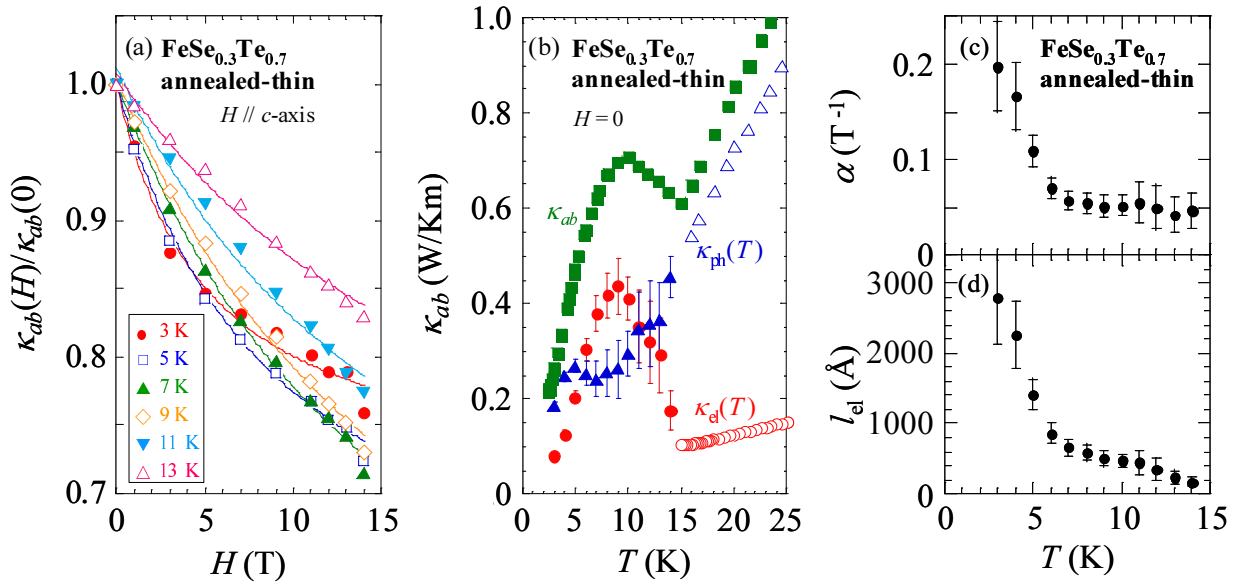 (a) FeSe0.3Te0.7
annealed-thin
H // c-axis
κab(H)/κab(0)
1.0
0.9
0.8
0.7
3 K
5 K
7 K
9 K
11 K
13 K
0 5 10 15
H (T)
(b) FeSe0.3Te0.7
annealed-thin
H = 0
κab (W/Km)
1.0
0.8
0.6
0.4
0.2
0
κab
κph(T)
κel(T)
0 5 10 15 20 25
T (K)
(c) FeSe0.3Te0.7
annealed-thin
α (T-1)
0.2
0.1
0
(d)
lel (Å)
3000
2000
1000
0
0 5 10 15
T (K)